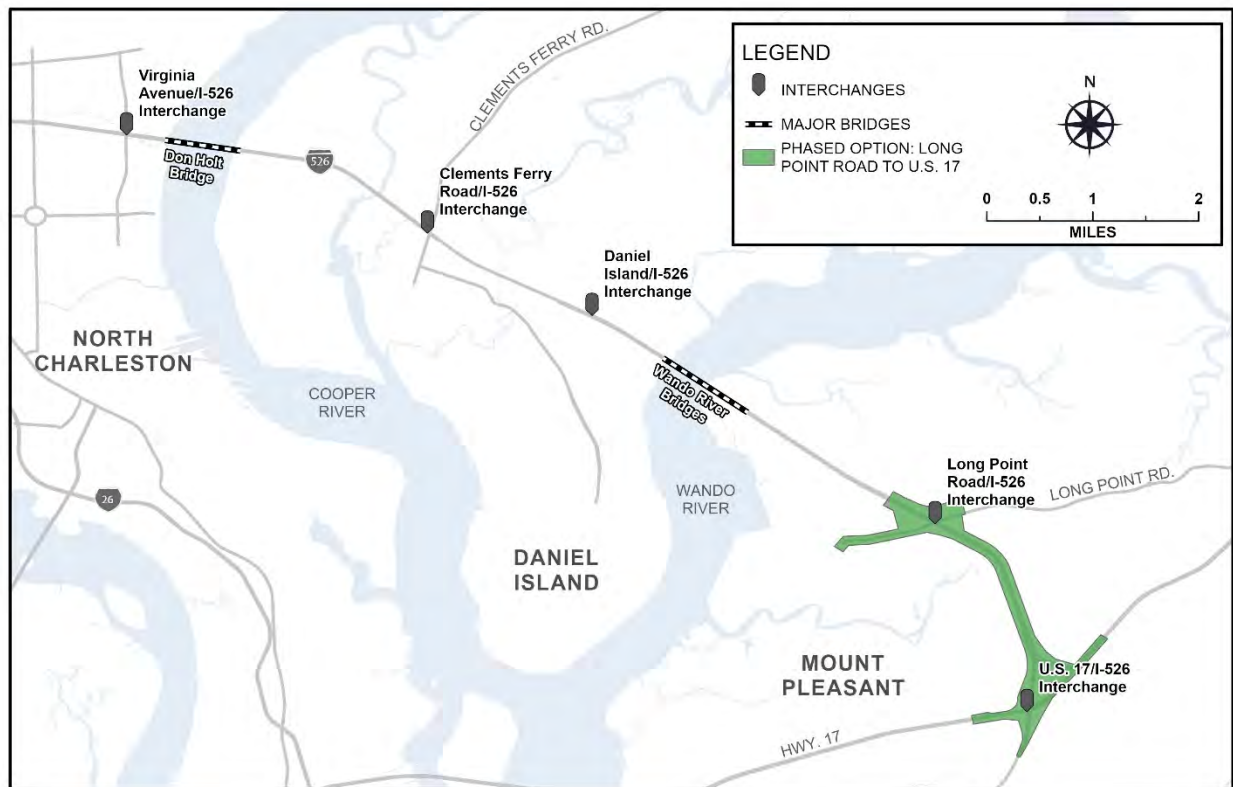 Virginia
Avenue/I-526
Interchange
Don Holt
Bridge
526
CLEMENTS FERRY RD.
Clements Ferry
Road/I-526
Interchange
Daniel
Island/I-526
Interchange
LEGEND
INTERCHANGES
MAJOR BRIDGES
PHASED OPTION: LONG
POINT ROAD TO U.S. 17
N
0 0.5 1 2
MILES
NORTH
CHARLESTON
COOPER
RIVER
Wando River
Bridges
26
WANDO
RIVER
Long Point
Road/I-526
Interchange
LONG POINT RD.
DANIEL
ISLAND
MOUNT
PLEASANT
U.S. 17/I-526
Interchange
HWY. 17